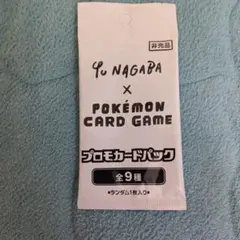 非売品
YU NAGABA
×
POKÉMON
CARD GAME
プロモカードパック
全9種
•ランダム1枚入り•